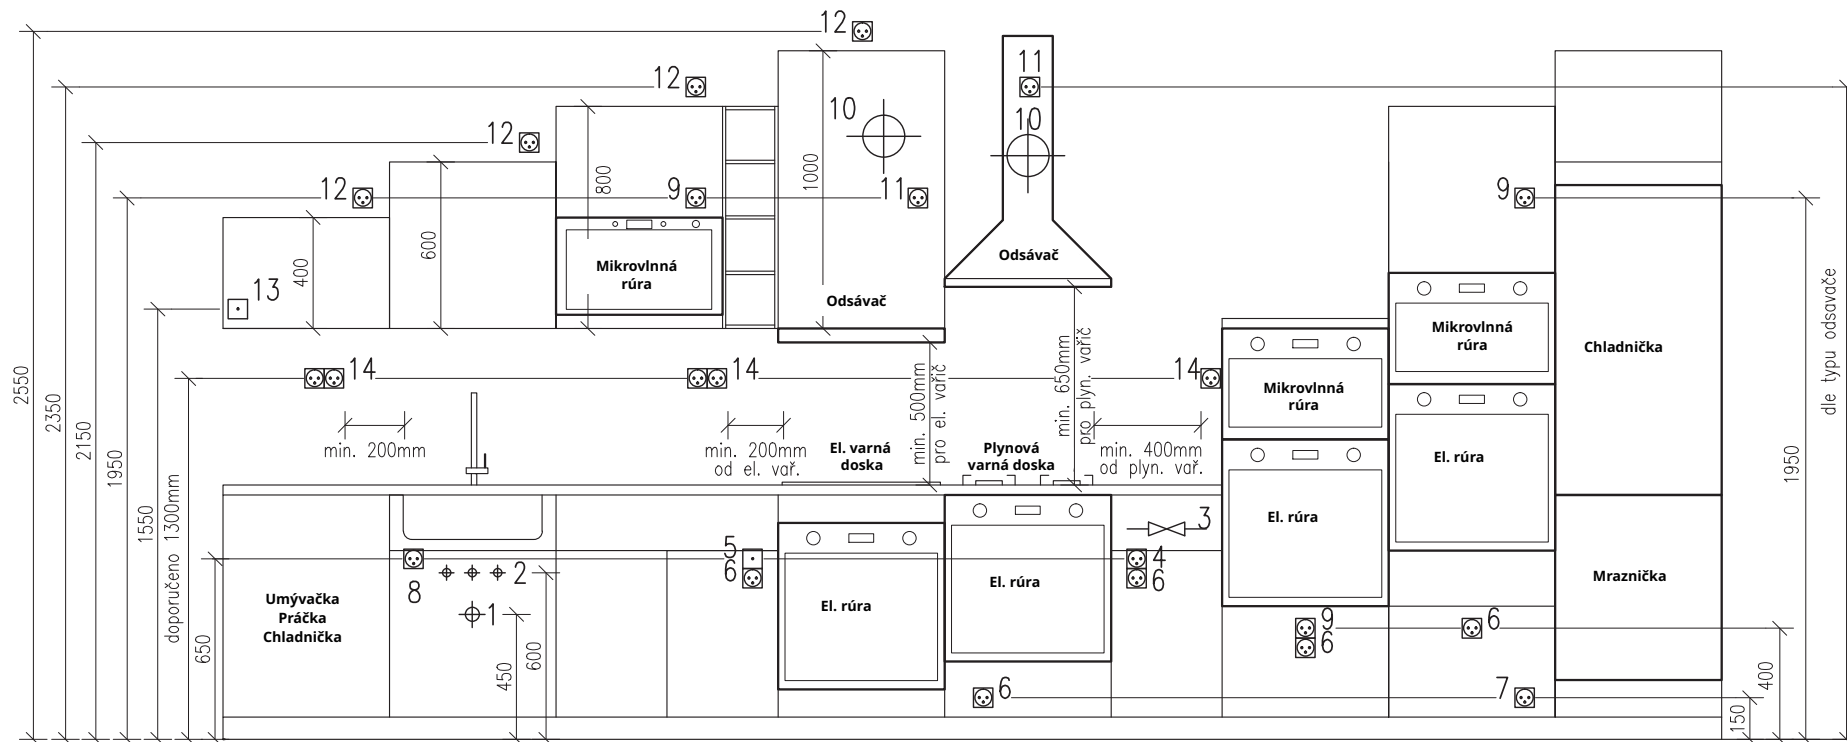 12
11
12
10
10
12
800
1000
12
9
11
9
600
400
Mikrovlnná
rúra
Odsávač
13
Odsávač
Mikrovlnná
rúra
Chladnička
dle typu odsavače
2550
2350
2150
1950
1550
doporučeno 1300mm
650
14
14
14
min. 500mm
pro el. vařič
min. 650mm
pro plyn. vařič
Mikrovlnná
rúra
min. 200mm
min. 200mm
od el. vař.
El. varná
doska
Plynová
varná doska
min. 400mm
od plyn. vař.
El. rúra
1950
El. rúra
3
5
6
8
2
1
4
6
El. rúra
El. rúra
Mraznička
Umývačka
Práčka
Chladnička
450
600
9
6
6
6
7
400
150